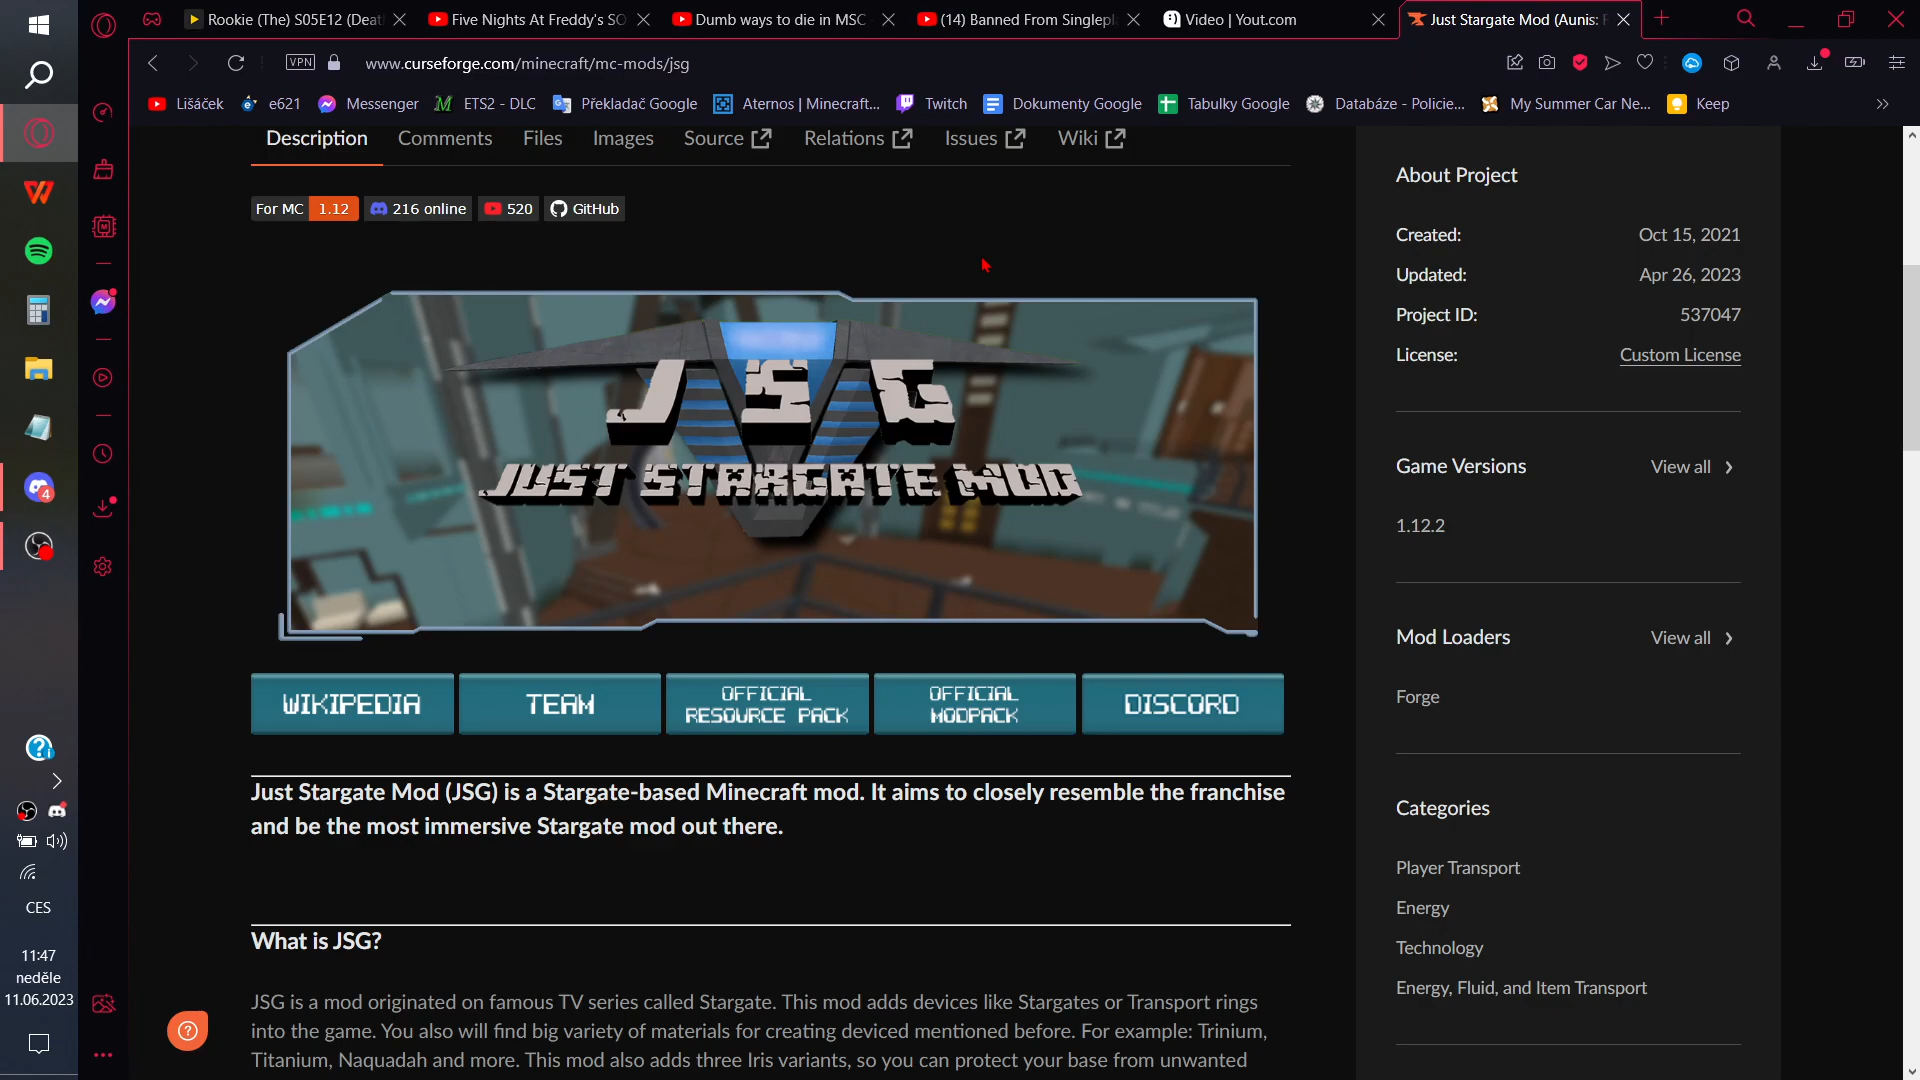 Rookie (The) S05E12 (Deat
Five Nights At Freddy's SO
Dumb ways to die in MSC
(14) Banned From Singlepl
Video | Yout.com
Just Stargate Mod (Aunis: F
VPN
www.curseforge.com/minecraft/mc-mods/jsg
Lišáček
e621
Messenger
ETS2 - DLC
Překladač Google
Aternos | Minecraft...
Twitch
Dokumenty Google
Tabulky Google
Databáze - Policie...
My Summer Car Ne...
Keep
Description
Comments
Files
Images
Source
Relations
Issues
Wiki
For MC 1.12
216 online
520
GitHub
JSG
JUST STARGATE MOD
WIKIPEDIA
TEAM
OFFICIAL
RESOURCE PACK
OFFICIAL
MODPACK
DISCORD
Just Stargate Mod (JSG) is a Stargate-based Minecraft mod. It aims to closely resemble the franchise
and be the most immersive Stargate mod out there.
What is JSG?
JSG is a mod originated on famous TV series called Stargate. This mod adds devices like Stargates or Transport rings
into the game. You also will find big variety of materials for creating deviced mentioned before. For example: Trinium,
Titanium, Naquadah and more. This mod also adds three Iris variants, so you can protect your base from unwanted
About Project
Created: Oct 15, 2021
Updated: Apr 26, 2023
Project ID: 537047
License: Custom License
Game Versions View all
1.12.2
Mod Loaders View all
Forge
Categories
Player Transport
Energy
Technology
Energy, Fluid, and Item Transport
4
CES
11:47
neděle
11.06.2023